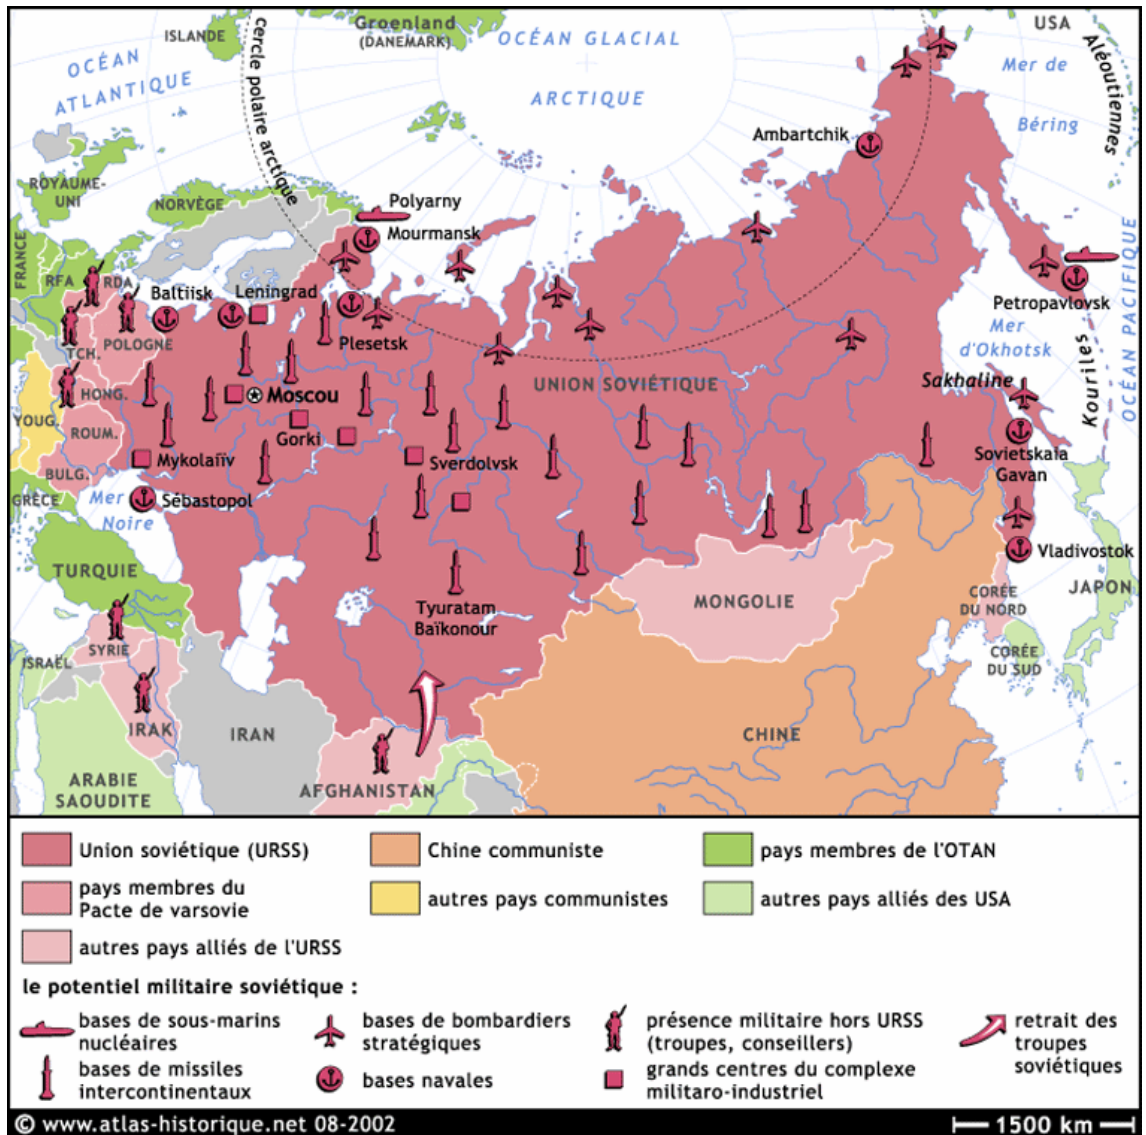 ISLANDE
Groenland
(DANEMARK)
OCÉAN GLACIAL
ARCTIQUE
USA
Aléoutiennes
OCÉAN
ATLANTIQUE
cercle polaire arctique
Mer de
Béring
Ambartchik
ROYAUME-
UNI
NORVÈGE
Polyarny
Mourmansk
FRANCE
RFA
RDA
Baltiisk
Leningrad
Petropavlovsk
OCÉAN PACIFIQUE
Mer
d'Okhotsk
Kouriles
TCH.
POLOGNE
Plesetsk
UNION SOVIÉTIQUE
Sakhaline
HONG.
Moscou
YOUG.
ROUM.
Gorki
Mykolaïïv
Sverdolvsk
Sovietskaia
Gavan
BULG.
GRÈCE
Mer
Noire
Sébastopol
Vladivostok
TURQUIE
Tyuratam
Baïkonour
MONGOLIE
CORÉE
DU NORD
JAPON
SYRIE
ISRAËL
CORÉE
DU SUD
IRAK
IRAN
CHINE
ARABIE
SAOUDITE
AFGHANISTAN
Union soviétique (URSS)
Chine communiste
pays membres de l'OTAN
pays membres du
Pacte de varsovie
autres pays communistes
autres pays alliés des USA
autres pays alliés de l'URSS
le potentiel militaire soviétique :
bases de sous-marins
nucléaires
bases de bombardiers
stratégiques
présence militaire hors URSS
(troupes, conseillers)
retrait des
troupes
soviétiques
bases de missiles
intercontinentaux
bases navales
grands centres du complexe
militaro-industriel
© www.atlas-historique.net 08-2002
1500 km